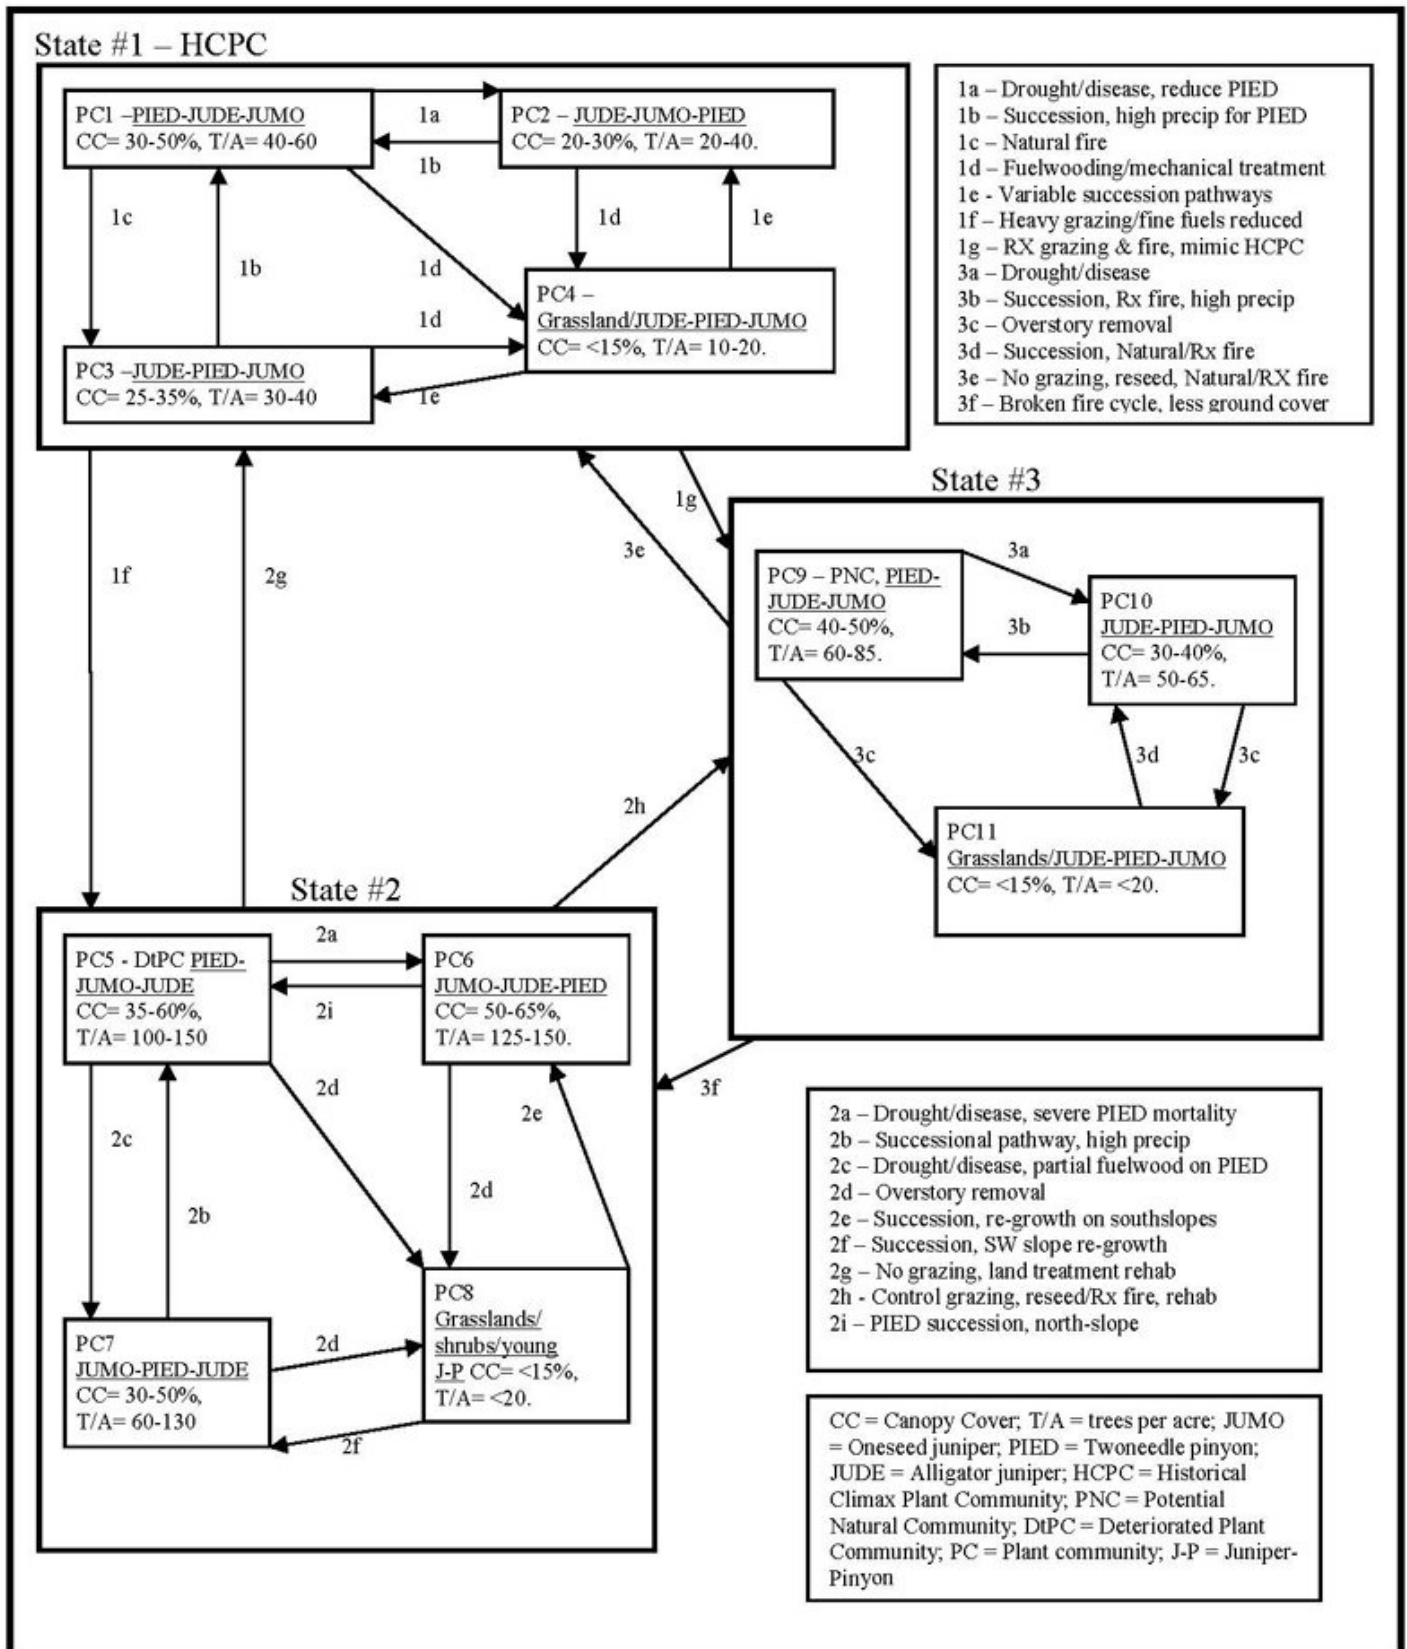 State #1 – HCPC
PC1 –PIED-JUDE-JUMO
CC= 30-50%, T/A= 40-60
1a
1b
PC2 – JUDE-JUMO-PIED
CC= 20-30%, T/A= 20-40.
1c
1b
1d
1d
1e
1d
PC4 –
Grassland/JUDE-PIED-JUMO
CC= <15%, T/A= 10-20.
PC3 –JUDE-PIED-JUMO
CC= 25-35%, T/A= 30-40
1e
1a – Drought/disease, reduce PIED
1b – Succession, high precip for PIED
1c – Natural fire
1d – Fuelwooding/mechanical treatment
1e - Variable succession pathways
1f – Heavy grazing/fine fuels reduced
1g – RX grazing & fire, mimic HCPC
3a – Drought/disease
3b – Succession, Rx fire, high precip
3c – Overstory removal
3d – Succession, Natural/Rx fire
3e – No grazing, reseed, Natural/RX fire
3f – Broken fire cycle, less ground cover
1f
2g
3e
1g
State #3
PC9 – PNC, PIED-
JUDE-JUMO
CC= 40-50%,
T/A= 60-85.
3a
3b
PC10
JUDE-PIED-JUMO
CC= 30-40%,
T/A= 50-65.
3c
3d
3c
PC11
Grasslands/JUDE-PIED-JUMO
CC= <15%, T/A= <20.
2h
3f
State #2
PC5 - DtPC PIED-
JUMO-JUDE
CC= 35-60%,
T/A= 100-150
2a
2i
PC6
JUMO-JUDE-PIED
CC= 50-65%,
T/A= 125-150.
2c
2b
2d
2d
2e
PC7
JUMO-PIED-JUDE
CC= 30-50%,
T/A= 60-130
2d
2f
PC8
Grasslands/
shrubs/young
J-P CC= <15%,
T/A= <20.
2a – Drought/disease, severe PIED mortality
2b – Successional pathway, high precip
2c – Drought/disease, partial fuelwood on PIED
2d – Overstory removal
2e – Succession, re-growth on southslopes
2f – Succession, SW slope re-growth
2g – No grazing, land treatment rehab
2h - Control grazing, reseed/Rx fire, rehab
2i – PIED succession, north-slope
CC = Canopy Cover; T/A = trees per acre; JUMO
= Oneseed juniper; PIED = Twoneedle pinyon;
JUDE = Alligator juniper; HCPC = Historical
Climax Plant Community; PNC = Potential
Natural Community; DtPC = Deteriorated Plant
Community; PC = Plant community; J-P = Juniper-
Pinyon